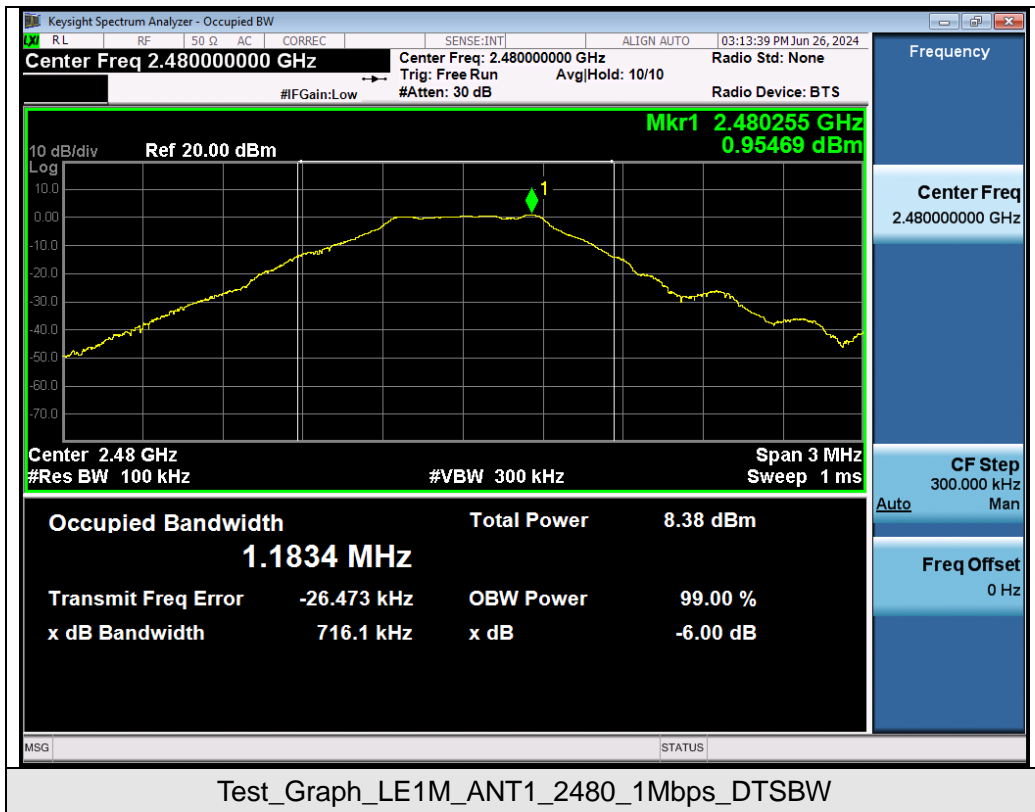 Keysight Spectrum Analyzer - Occupied BW
LXI RL RF 50 Ω AC CORREC SENSE:INT ALIGN AUTO 03:13:39 PM Jun 26, 2024
Center Freq 2.480000000 GHz
Center Freq: 2.480000000 GHz Radio Std: None
Trig: Free Run Avg|Hold: 10/10
#IFGain:Low #Atten: 30 dB Radio Device: BTS
Frequency
Mkr1 2.480255 GHz
0.95469 dBm
10 dB/div Ref 20.00 dBm
Log
10.0
1
0.00
-10.0
-20.0
-30.0
-40.0
-50.0
-60.0
-70.0
Center 2.48 GHz Span 3 MHz
#Res BW 100 kHz #VBW 300 kHz Sweep 1 ms
Center Freq
2.480000000 GHz
CF Step
300.000 kHz
Auto Man
Freq Offset
0 Hz
Occupied Bandwidth Total Power 8.38 dBm
1.1834 MHz
Transmit Freq Error -26.473 kHz OBW Power 99.00 %
x dB Bandwidth 716.1 kHz x dB -6.00 dB
MSG STATUS
Test_Graph_LE1M_ANT1_2480_1Mbps_DTSBW